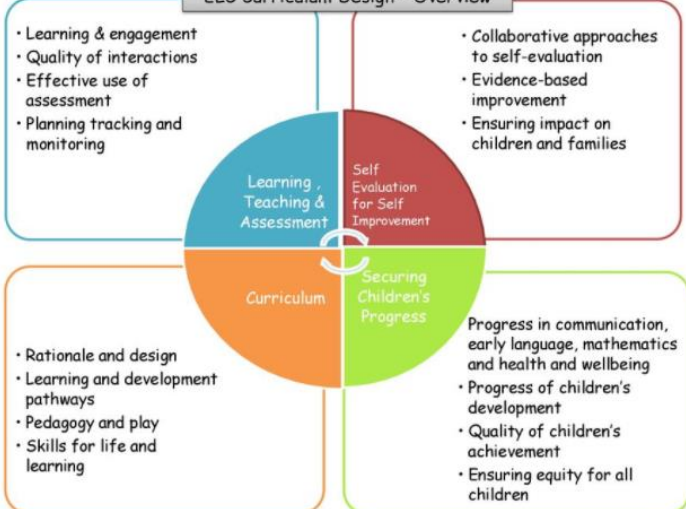 ELC Curriculum Design - Overview
• Learning & engagement
• Quality of interactions
• Effective use of
assessment
• Planning tracking and
monitoring
• Collaborative approaches
to self-evaluation
• Evidence-based
improvement
• Ensuring impact on
children and families
Learning ,
Teaching &
Assessment
Self
Evaluation
for Self
Improvement
Curriculum
Securing
Children's
Progress
• Rationale and design
• Learning and development
pathways
• Pedagogy and play
• Skills for life and
learning
Progress in communication,
early language, mathematics
and health and wellbeing
• Progress of children's
development
• Quality of children's
achievement
• Ensuring equity for all
children